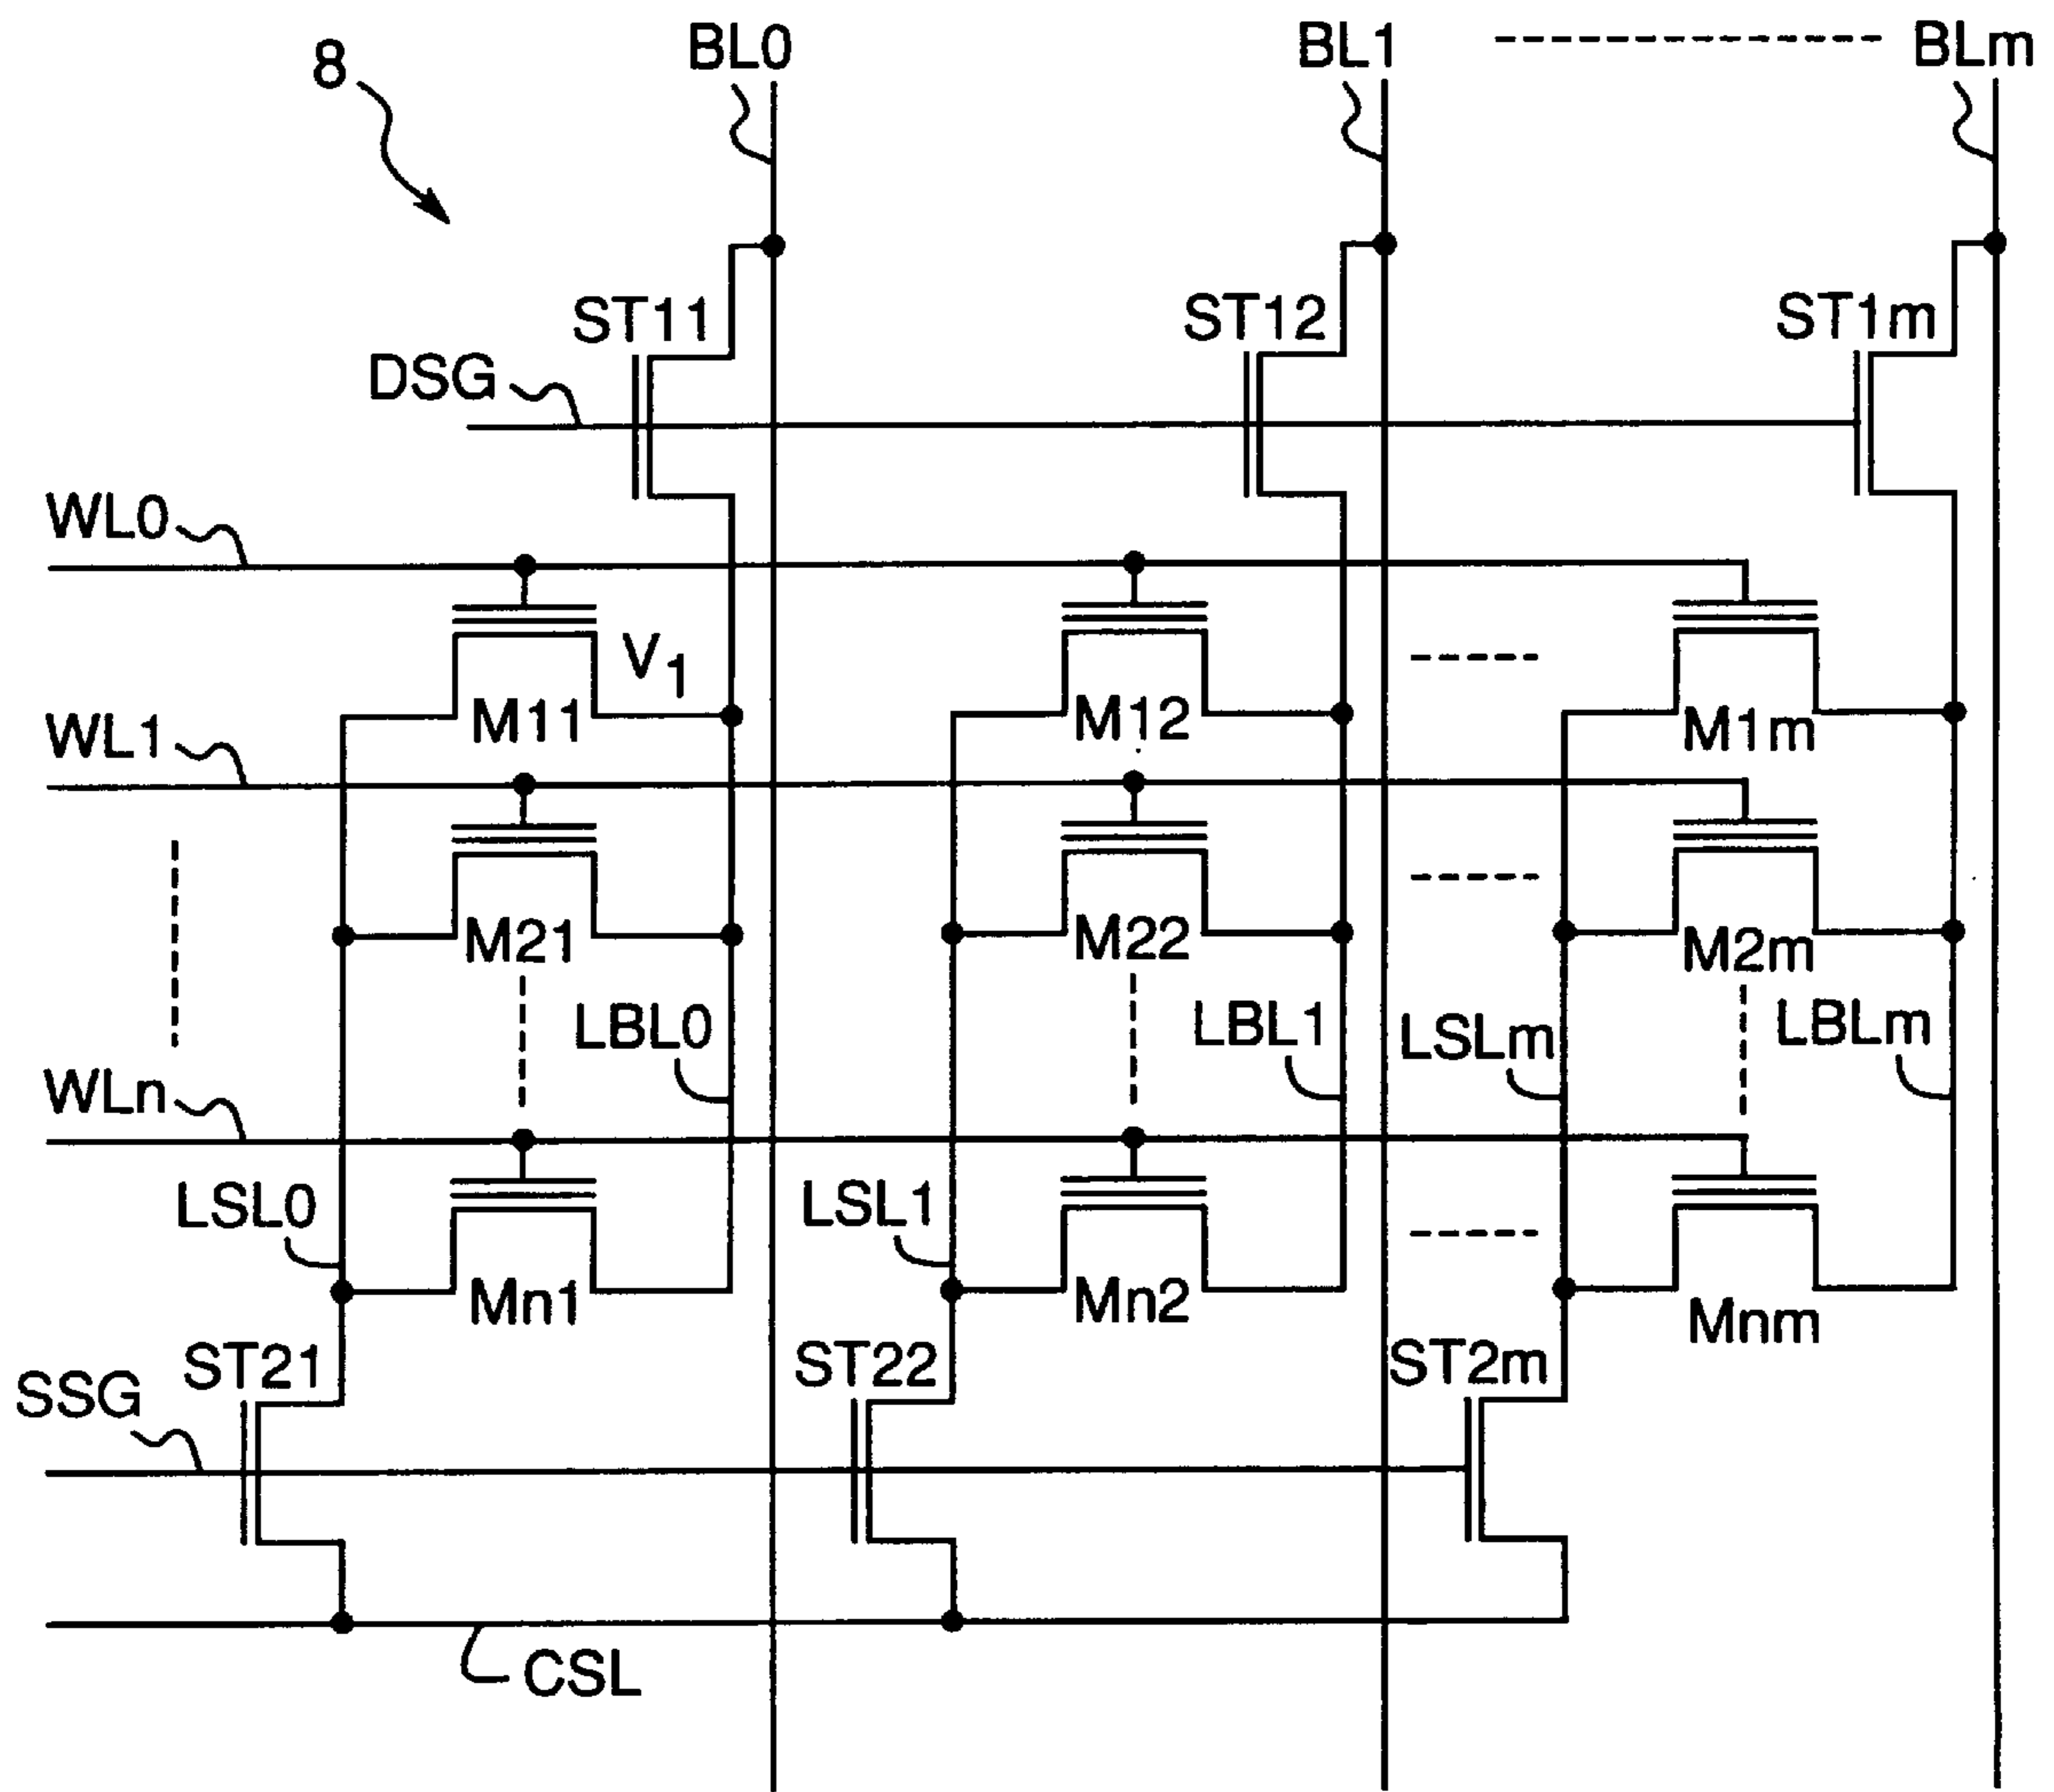 8
BL0
BL1
BLm
ST11
ST12
ST1m
DSG
WL0
V1
M11
M12
M1m
WL1
M21
M22
M2m
LBL0
LBL1
LSLm
LBLm
WLn
LSL0
LSL1
Mn1
Mn2
Mnm
ST21
ST22
ST2m
SSG
CSL